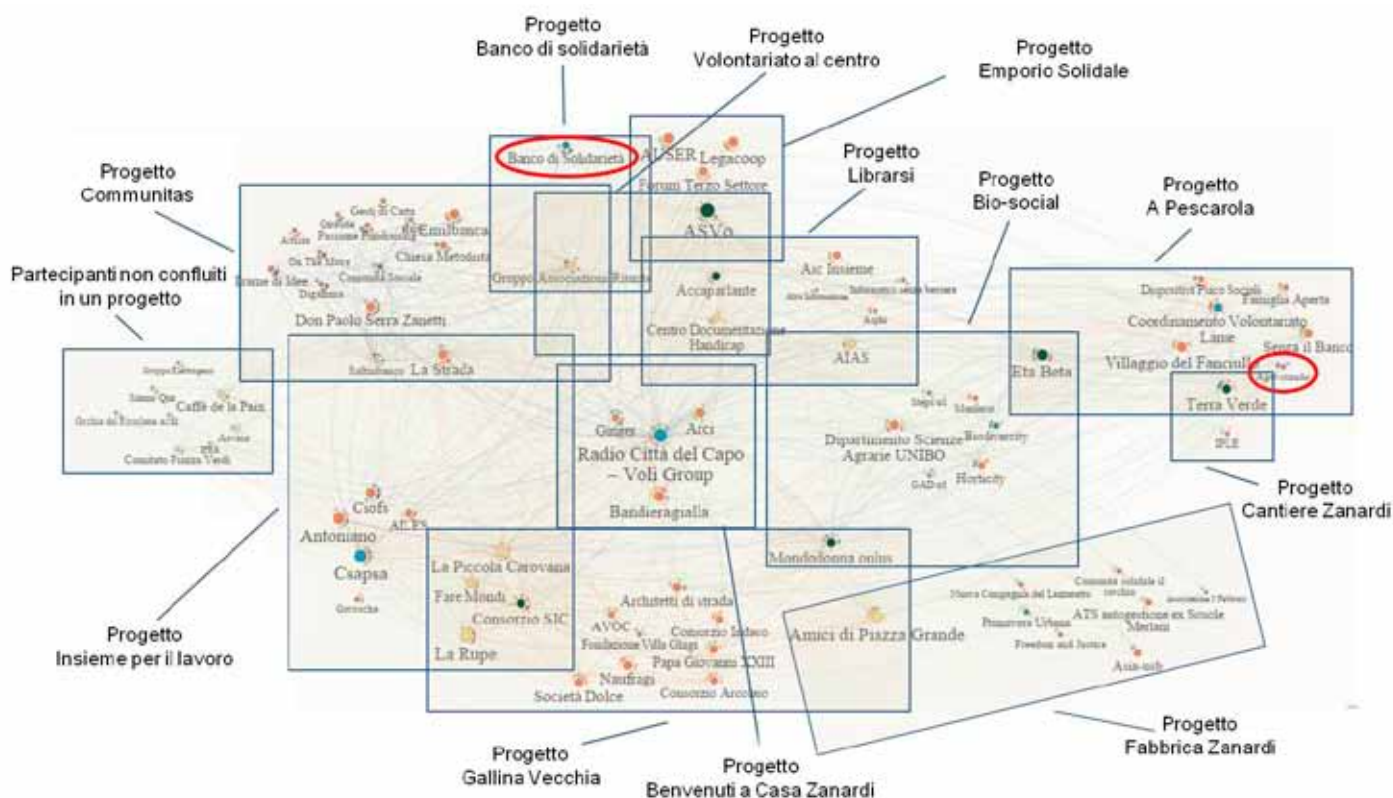 Progetto
Banco di solidarietà
Progetto
Volontariato al centro
Progetto
Emporio Solidale
Progetto
Communitas
Progetto
Librarsi
Progetto
Bio-social
Progetto
A Pescarola
Partecipanti non confluiti
in un progetto
Banco di Solidarietà
AUSER
Legacoop
Forum Terzo Settore
ASVo
Emilbanca
Chiesa Metodista
On The Move
Don Paolo Serra Zanetti
La Strada
Accaparlante
Centro Documentazione
Handicap
Asc Insieme
AIAS
Eta Beta
Famiglia Aperta
Coordinamento Volontariato
Lame
Senza il Banco
Villaggio del Fanciullo
Terra Verde
IPLE
Caffè de la Paix
Comitato Piazza Verdi
Ginger
Arci
Radio Città del Capo
– Voli Group
Bandieragialla
Dipartimento Scienze
Agrarie UNIBO
Biodivercity
Horticity
Mondodonna onlus
Csofs
Antoniano
Csapsa
La Piccola Carovana
Fare Mondi
Consorzio SIC
La Rupe
Architetti di strada
AVOC
Consorzio Indaco
Fondazione Villa Ghigi
Papa Giovanni XXIII
Naufragi
Società Dolce
Consorzio Arcolaio
Amici di Piazza Grande
Primavera Urbana
Freedom and Justice
ATS autogestione ex Scuole
Merlani
Asia-usb
Progetto
Cantiere Zanardi
Progetto
Insieme per il lavoro
Progetto
Gallina Vecchia
Progetto
Benvenuti a Casa Zanardi
Progetto
Fabbrica Zanardi